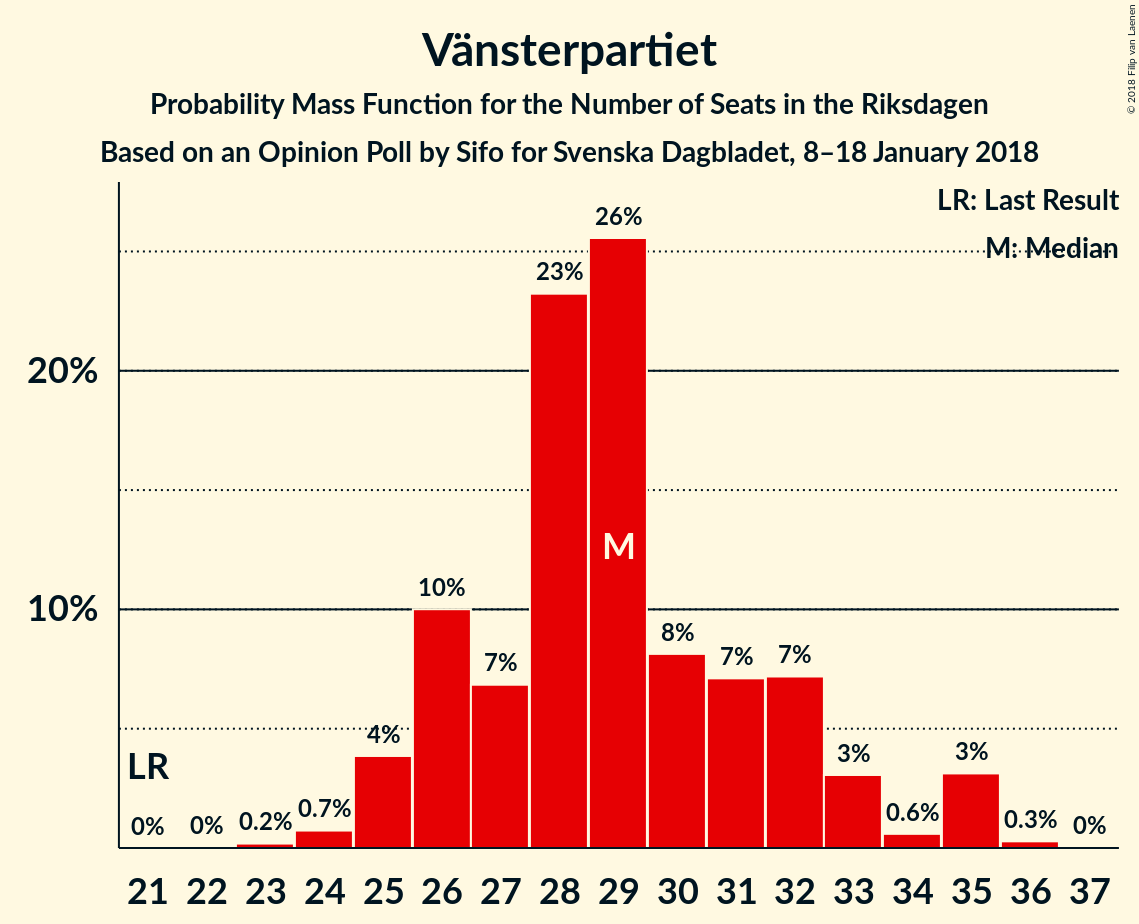 Vänsterpartiet
Probability Mass Function for the Number of Seats in the Riksdagen
Based on an Opinion Poll by Sifo for Svenska Dagbladet, 8–18 January 2018
© 2018 Filip van Laenen
LR: Last Result
M: Median
20%
10%
LR
M
0% 0% 0.2% 0.7% 4% 10% 7% 23% 26% 8% 7% 7% 3% 0.6% 3% 0.3% 0%
21 22 23 24 25 26 27 28 29 30 31 32 33 34 35 36 37